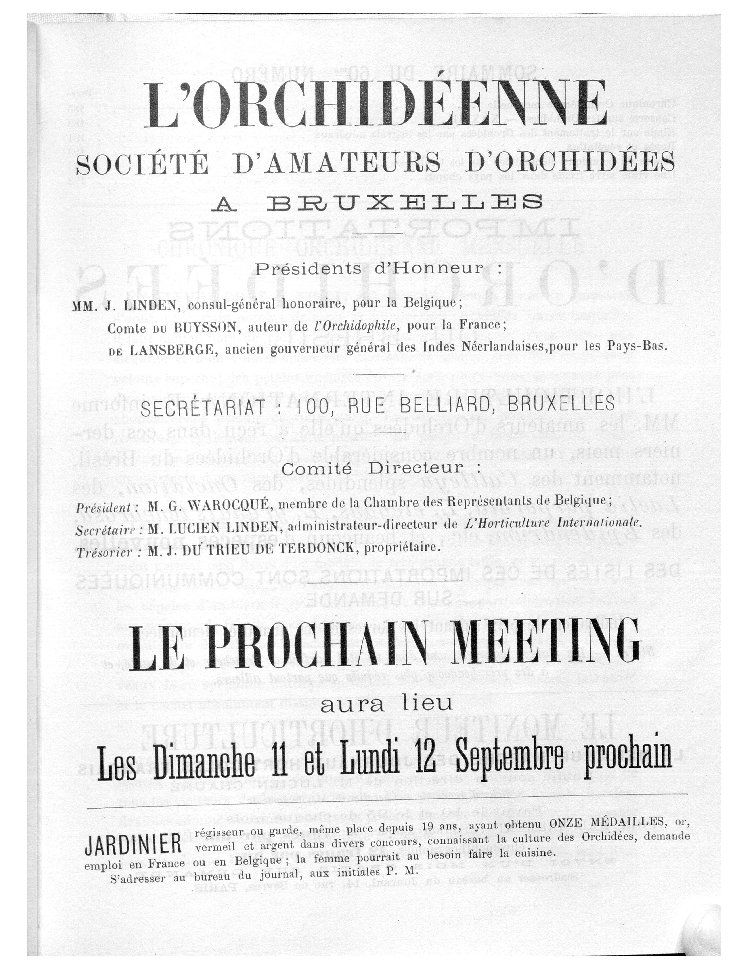 L'ORCHIDÉENNE
SOCIÉTÉ D'AMATEURS D'ORCHIDÉES
A BRUXELLES
Présidents d'Honneur :
MM. J. LINDEN, consul-général honoraire, pour la Belgique;
Comte DU BUYSSON, auteur de l'Orchidophile, pour la France;
DE LANSBERGE, ancien gouverneur général des Indes Néerlandaises, pour les Pays-Bas.
SECRÉTARIAT : 100, RUE BELLIARD, BRUXELLES
Comité Directeur :
Président : M. G. WAROCQUÉ, membre de la Chambre des Représentants de Belgique;
Secrétaire : M. LUCIEN LINDEN, administrateur-directeur de L'Horticulture Internationale.
Trésorier : M. J. DU TRIEU DE TERDONCK, propriétaire.
LE PROCHAIN MEETING
aura lieu
Les Dimanche 11 et Lundi 12 Septembre prochain
JARDINIER régisseur ou garde, même place depuis 19 ans, ayant obtenu ONZE MÉDAILLES, or,
vermeil et argent dans divers concours, connaissant la culture des Orchidées, demande
emploi en France ou en Belgique; la femme pourrait au besoin faire la cuisine.
S'adresser au bureau du journal, aux initiales P. M.